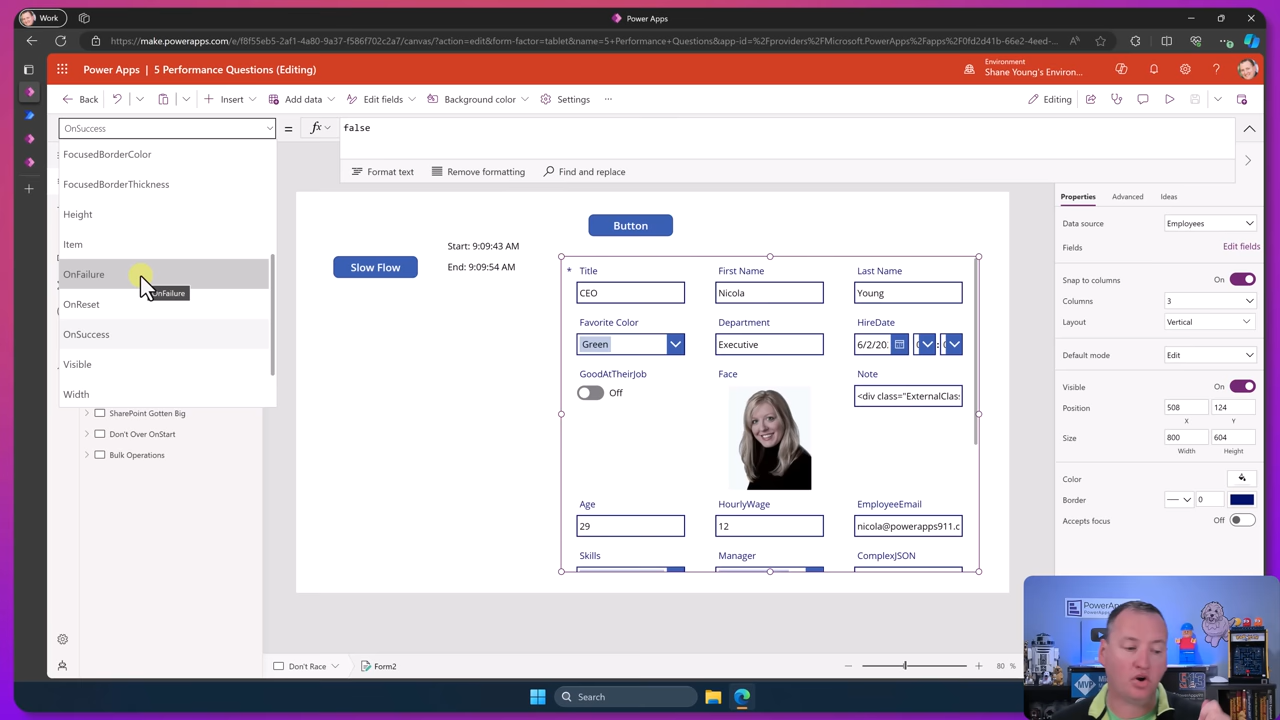 Work
Power Apps
https://make.powerapps.com/e/f8f55eb5-2af1-4a80-9a37-586f702c2a7/canvas/?action=edit&form-factor=tablet&name=5+Performance+Questions&app-id=%2Fproviders%2FMicrosoft.PowerApps%2Fapps%2F0fd2d41b-66e2-4eed-...
Power Apps | 5 Performance Questions (Editing)
Environment
Shane Young's Environ...
Back
Insert
Add data
Edit fields
Background color
Settings
Editing
OnSuccess
=
fx
false
Format text
Remove formatting
Find and replace
FocusedBorderColor
FocusedBorderThickness
Height
Item
OnFailure
OnFailure
OnReset
OnSuccess
Visible
Width
SharePoint Gotten Big
Don't Over OnStart
Bulk Operations
Button
Slow Flow
Start: 9:09:43 AM
End: 9:09:54 AM
* Title
First Name
Last Name
CEO
Nicola
Young
Favorite Color
Department
HireDate
Green
Executive
6/2/20.
GoodAtTheirJob
Face
Note
Off
<div class="ExternalClas
Age
HourlyWage
EmployeeEmail
29
12
nicola@powerapps911.c
Skills
Manager
ComplexJSON
Properties
Advanced
Ideas
Data source
Employees
Fields
Edit fields
Snap to columns
On
Columns
3
Layout
Vertical
Default mode
Edit
Visible
On
Position
508
124
X
Y
Size
800
604
Width
Height
Color
Border
0
Accepts focus
Off
Don't Race
Form2
80 %
Search
PowerApps
MVP